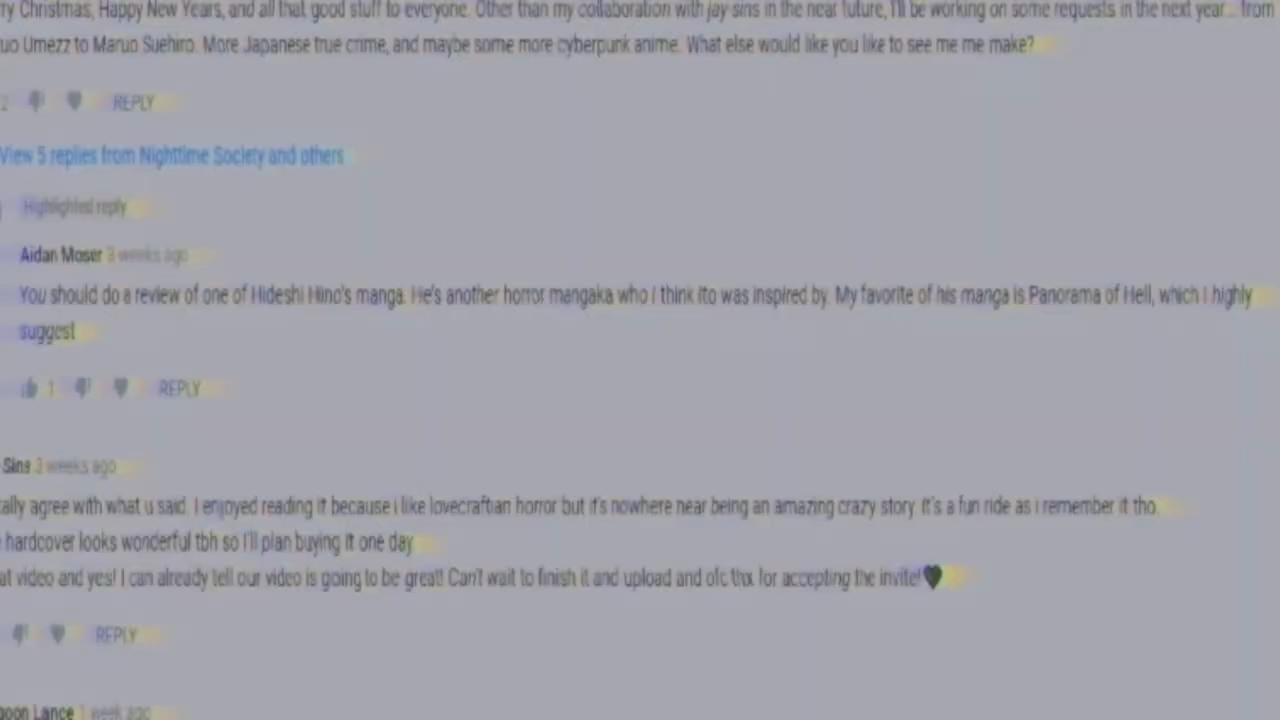 ry Christmas, Happy New Years, and all that good stuff to everyone. Other than my collaboration with jay sins in the near future, I'll be working on some requests in the next year... from
uo Umezz to Maruo Suehiro. More Japanese true crime, and maybe some more cyberpunk anime. What else would like you like to see me me make?
2 REPLY
View 5 replies from Nighttime Society and others
Highlighted reply
Aidan Moser 3 weeks ago
You should do a review of one of Hideshi Hino's manga. He's another horror mangaka who I think Ito was inspired by. My favorite of his manga is Panorama of Hell, which I highly
suggest
1 REPLY
Sins 3 weeks ago
ally agree with what u said. I enjoyed reading it because i like lovecraftian horror but it's nowhere near being an amazing crazy story. It's a fun ride as i remember it tho.
hardcover looks wonderful tbh so I'll plan buying it one day
at video and yes! I can already tell our video is going to be great! Can't wait to finish it and upload and ofc thx for accepting the invite!🖤
REPLY
goon Lance 1 week ago